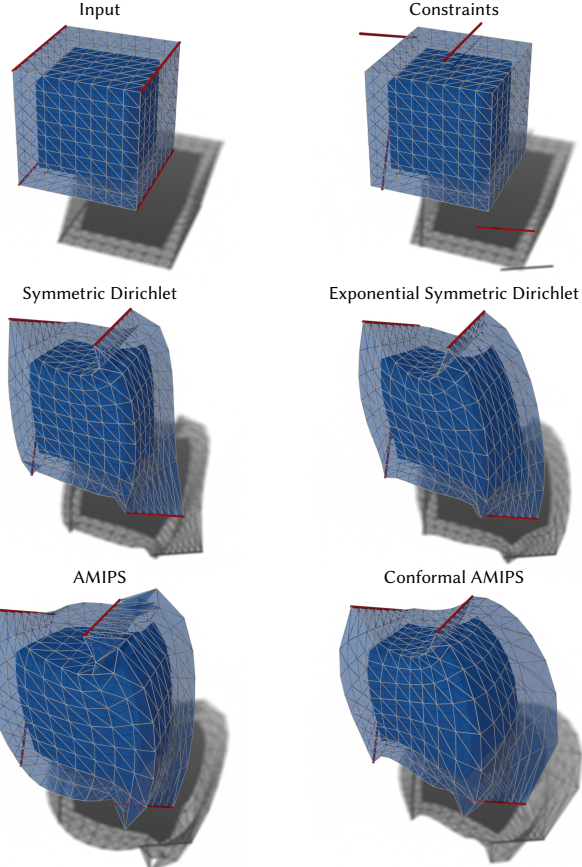 Input
Constraints
Symmetric Dirichlet
Exponential Symmetric Dirichlet
AMIPS
Conformal AMIPS